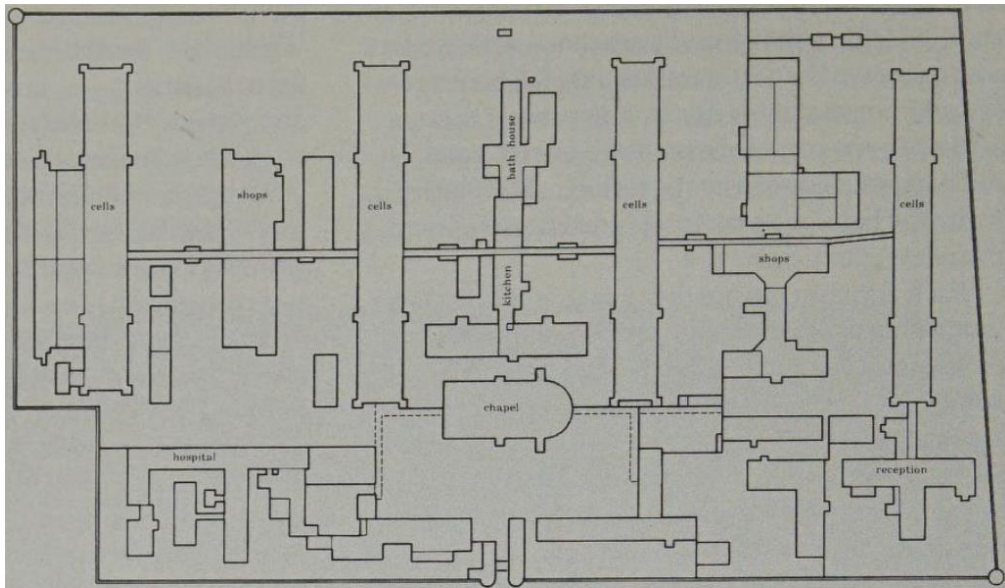 bath house
shops
cells
cells
cells
cells
shops
kitchen
chapel
hospital
reception